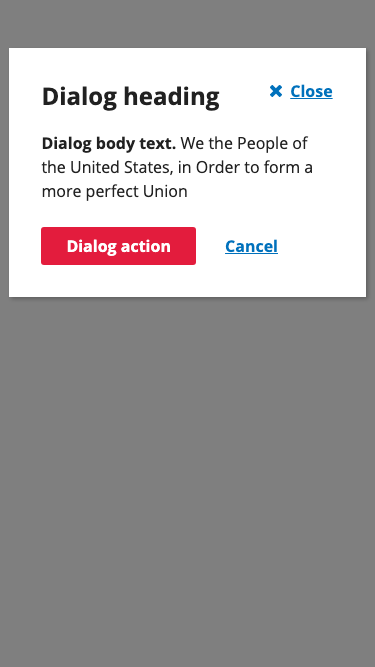 Dialog heading
Close
Dialog body text. We the People of
the United States, in Order to form a
more perfect Union
Dialog action
Cancel